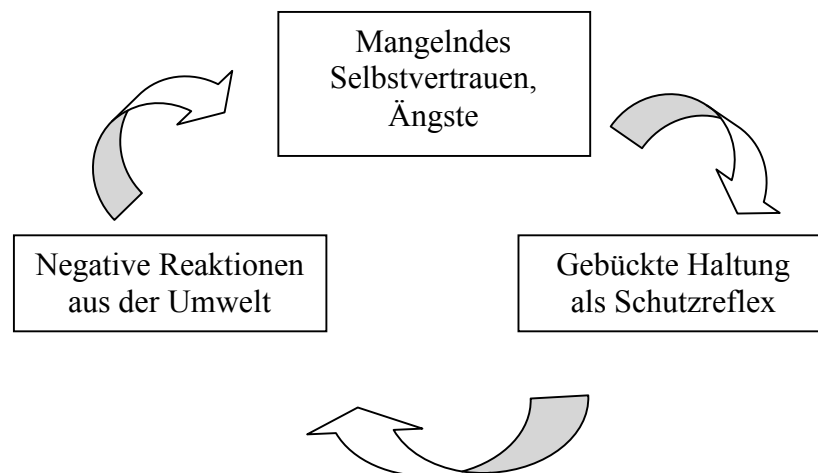 Mangelndes
Selbstvertrauen,
Ängste
Negative Reaktionen
aus der Umwelt
Gebückte Haltung
als Schutzreflex